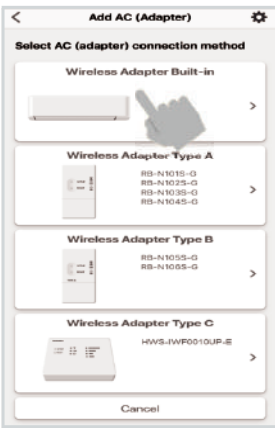 Add AC (Adapter)
Select AC (adapter) connection method
Wireless Adapter Built-in
Wireless Adapter Type A
RB-N101S-G
RB-N102S-G
RB-N103S-G
RB-N104S-G
Wireless Adapter Type B
RB-N105S-G
RB-N106S-G
Wireless Adapter Type C
HWS-IWF0010UP-E
Cancel